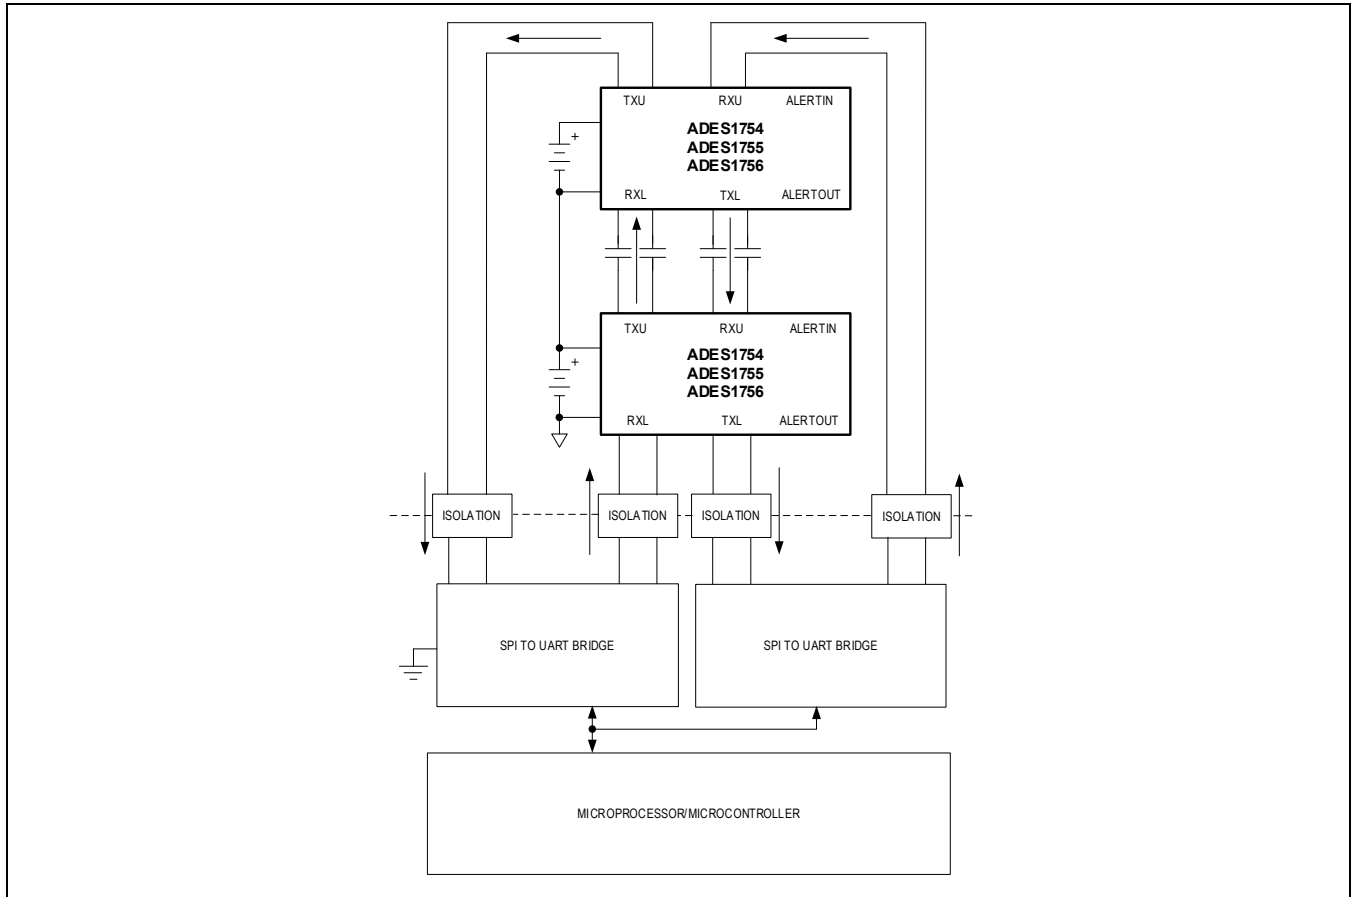 TXU RXU ALERTIN
ADES1754
ADES1755
ADES1756
+
RXL TXL ALERTOUT
TXU RXU ALERTIN
ADES1754
ADES1755
ADES1756
+
RXL TXL ALERTOUT
ISOLATION ISOLATION ISOLATION ISOLATION
SPI TO UART BRIDGE SPI TO UART BRIDGE
MICROPROCESSOR/MICROCONTROLLER